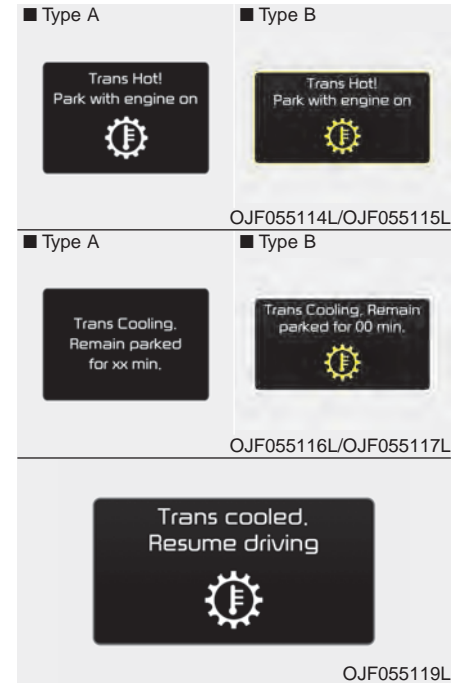 ■ Type A
■ Type B
Trans Hot!
Park with engine on
Trans Hot!
Park with engine on
OJF055114L/OJF055115L
■ Type A
■ Type B
Trans Cooling.
Remain parked
for xx min.
Trans Cooling. Remain
parked for 00 min.
OJF055116L/OJF055117L
Trans cooled.
Resume driving
OJF055119L